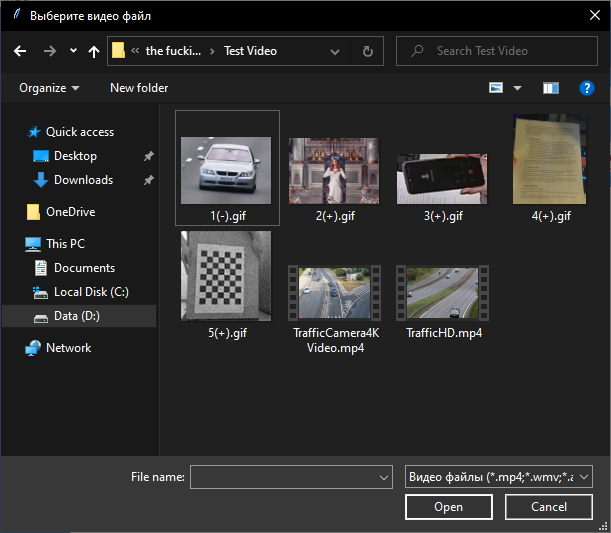 Выберите видео файл
the fucki...
Test Video
Search Test Video
Organize
New folder
Quick access
Desktop
Downloads
OneDrive
This PC
Documents
Local Disk (C:)
Data (D:)
Network
1(-).gif
2(+).gif
3(+).gif
4(+).gif
5(+).gif
TrafficCamera4K
Video.mp4
TrafficHD.mp4
File name:
Видео файлы (*.mp4;*.wmv;*.a
Open
Cancel